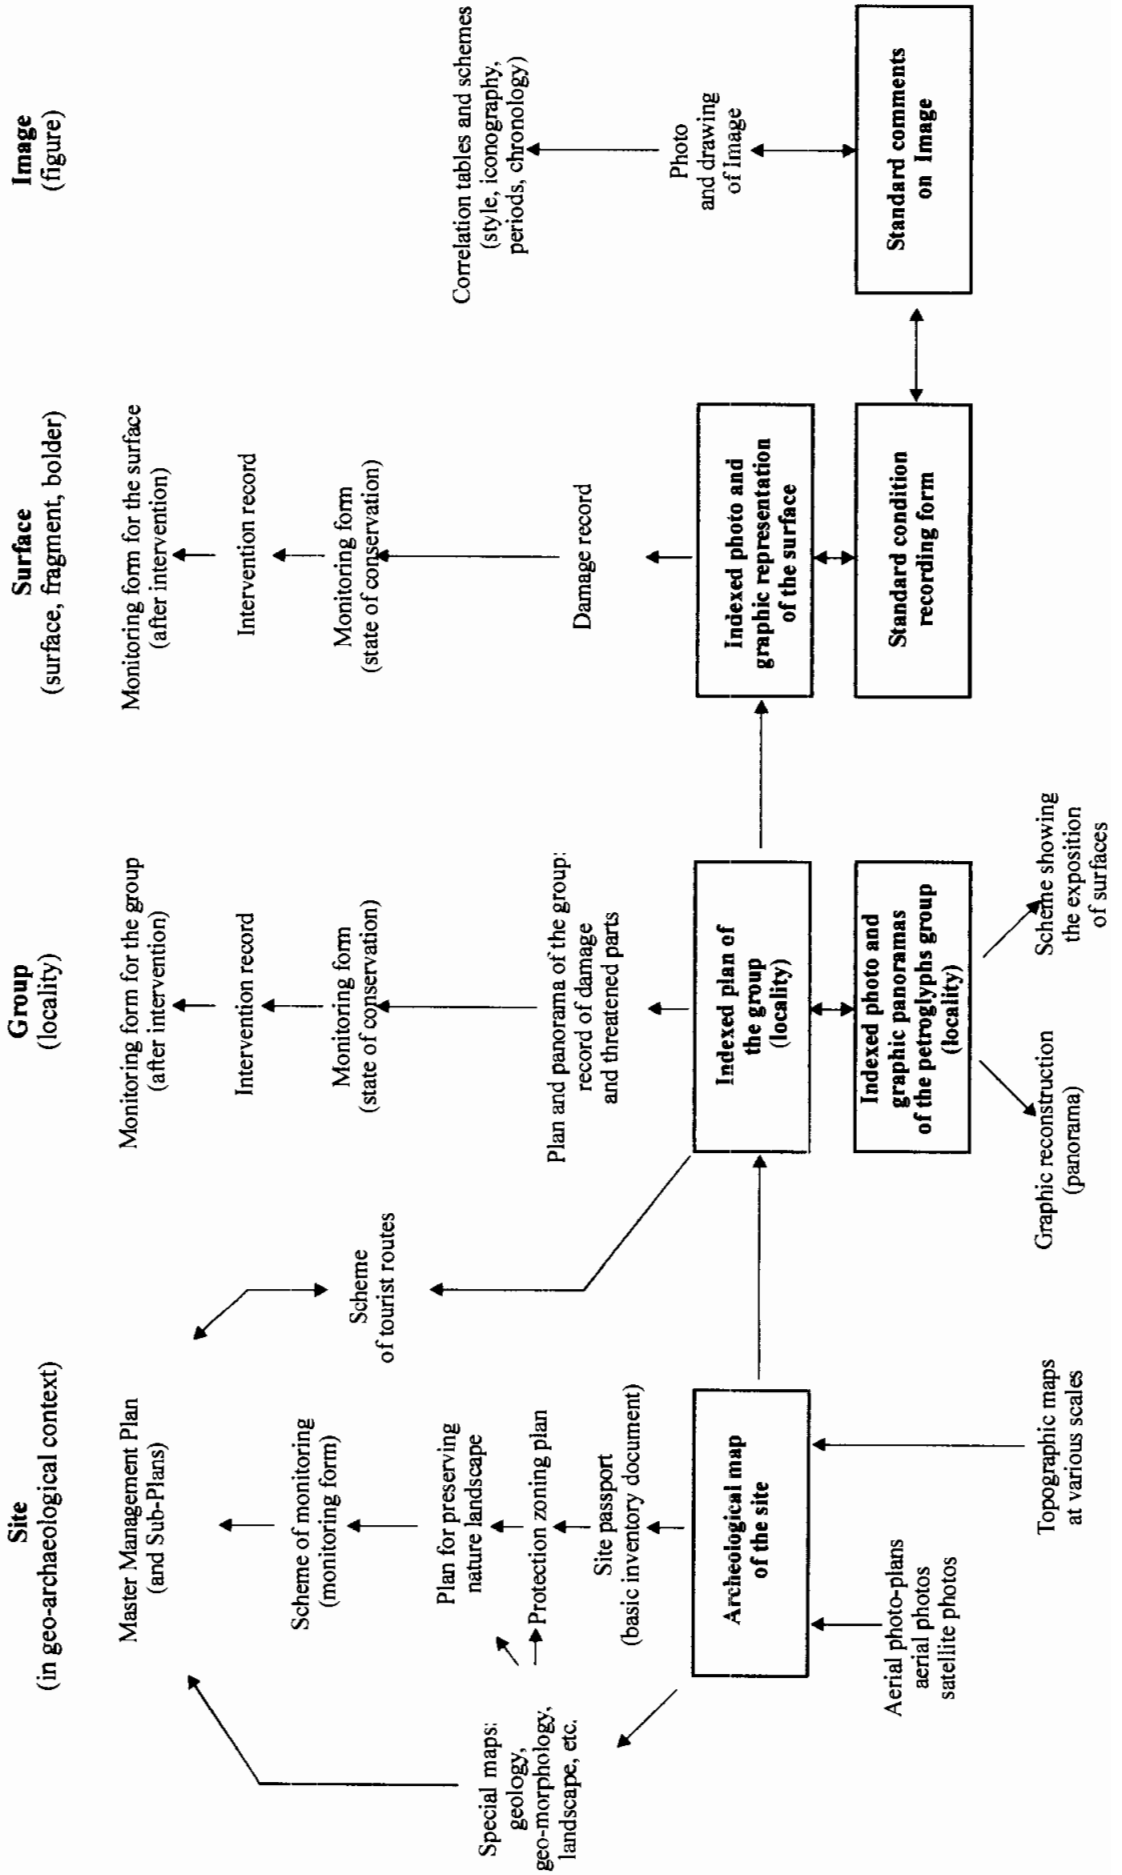 Site
(in geo-archaeological context)
Master Management Plan
(and Sub-Plans)
Scheme of monitoring
(monitoring form)
Plan for preserving
nature landscape
Protection zoning plan
Site passport
(basic inventory document)
Special maps:
geology,
geo-morphology,
landscape, etc.
Archeological map
of the site
Aerial photo-plans
aerial photos
satellite photos
Topographic maps
at various scales
Scheme
of tourist routes
Group
(locality)
Monitoring form for the group
(after intervention)
Intervention record
Monitoring form
(state of conservation)
Plan and panorama of the group:
record of damage
and threatened parts
Indexed plan of
the group
(locality)
Indexed photo and
graphic panoramas
of the petroglyphs group
(locality)
Graphic reconstruction
(panorama)
Scheme showing
the exposition
of surfaces
Surface
(surface, fragment, bolder)
Monitoring form for the surface
(after intervention)
Intervention record
Monitoring form
(state of conservation)
Damage record
Indexed photo and
graphic representation
of the surface
Standard condition
recording form
Image
(figure)
Correlation tables and schemes
(style, iconography,
periods, chronology)
Photo
and drawing
of Image
Standard comments
on Image